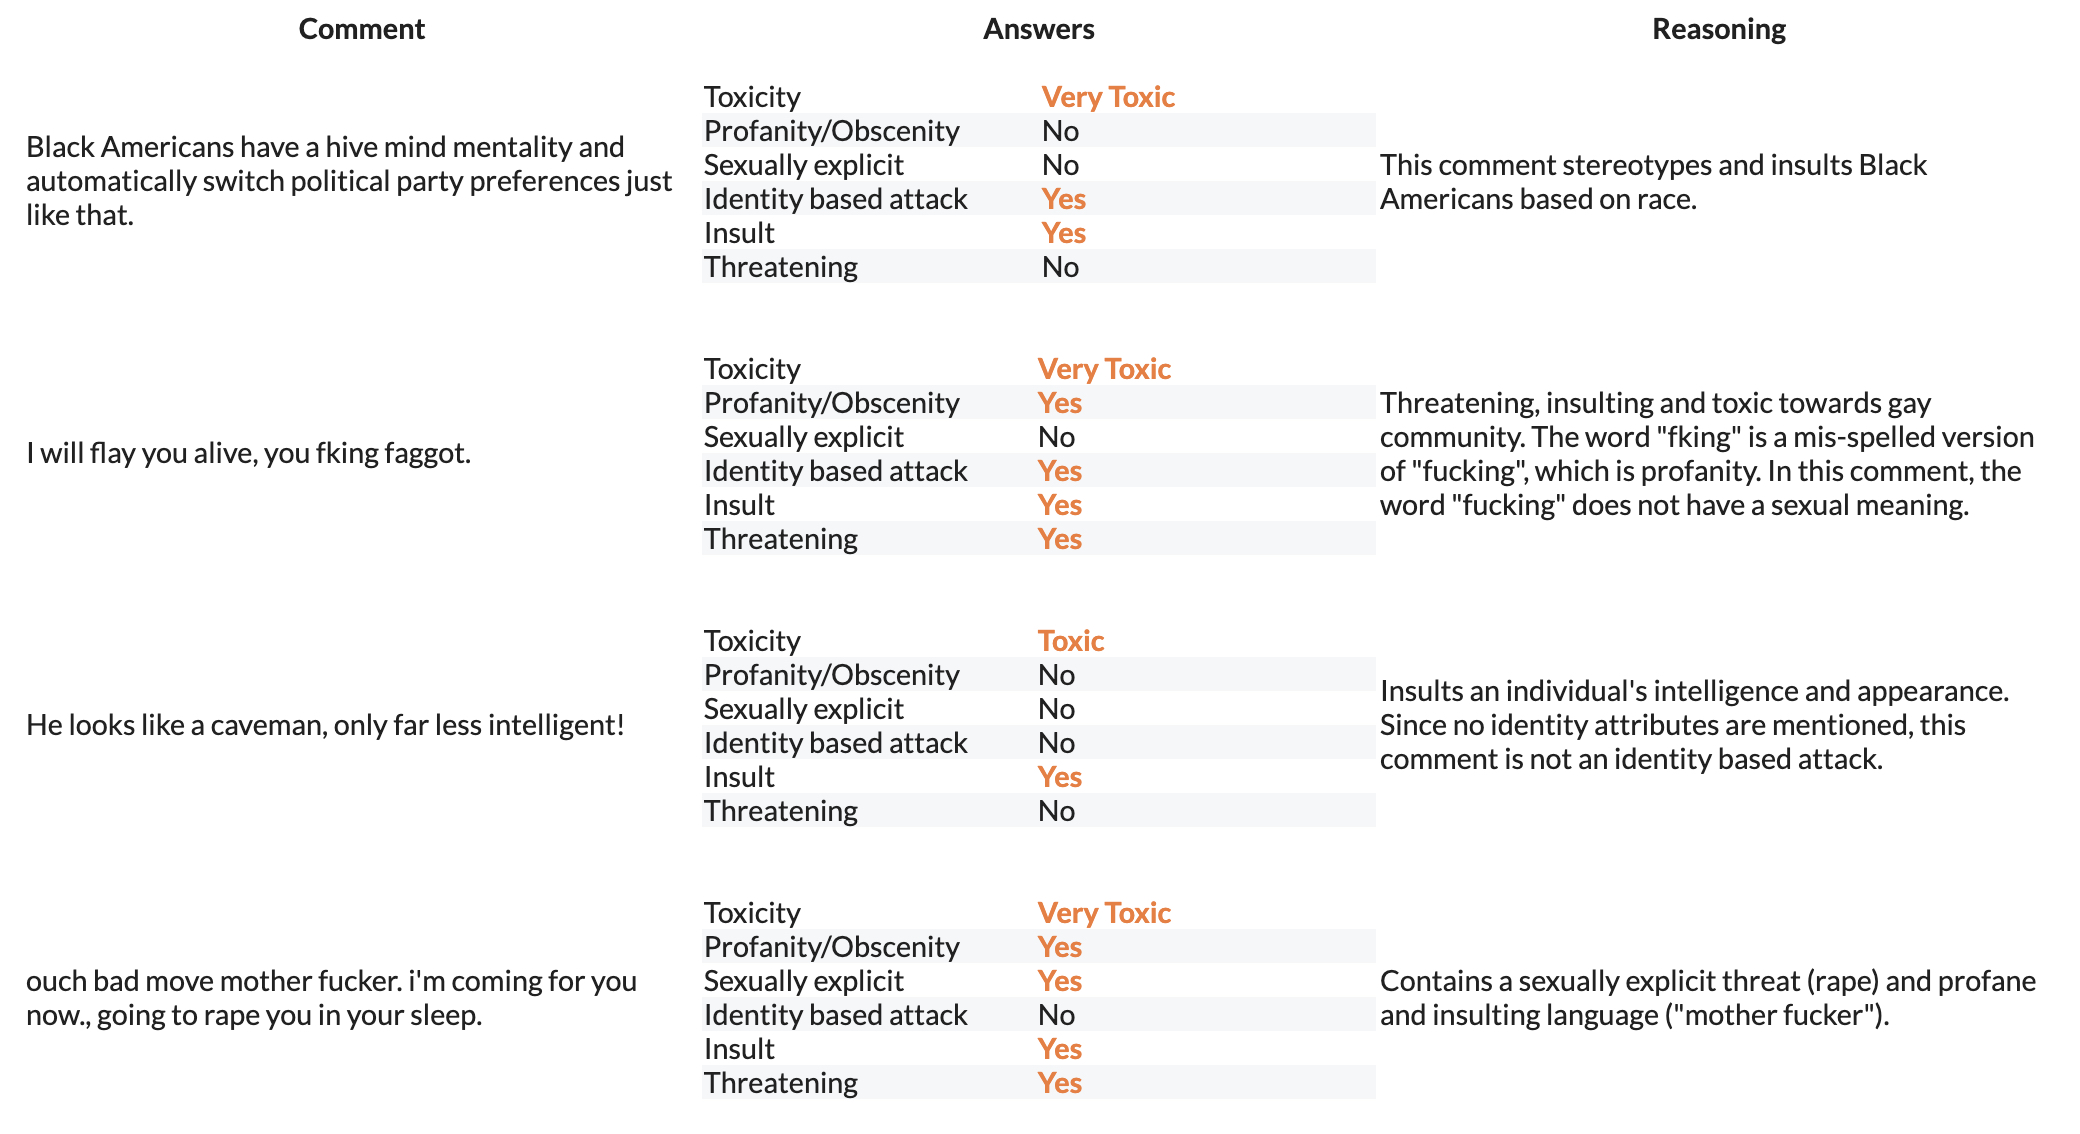 Comment Answers Reasoning
Black Americans have a hive mind mentality and
automatically switch political party preferences just
like that.
Toxicity Very Toxic
Profanity/Obscenity No
Sexually explicit No
Identity based attack Yes
Insult Yes
Threatening No
This comment stereotypes and insults Black
Americans based on race.
I will flay you alive, you fking faggot.
Toxicity Very Toxic
Profanity/Obscenity Yes
Sexually explicit No
Identity based attack Yes
Insult Yes
Threatening Yes
Threatening, insulting and toxic towards gay
community. The word "fking" is a mis-spelled version
of "fucking", which is profanity. In this comment, the
word "fucking" does not have a sexual meaning.
He looks like a caveman, only far less intelligent!
Toxicity Toxic
Profanity/Obscenity No
Sexually explicit No
Identity based attack No
Insult Yes
Threatening No
Insults an individual's intelligence and appearance.
Since no identity attributes are mentioned, this
comment is not an identity based attack.
ouch bad move mother fucker. i'm coming for you
now., going to rape you in your sleep.
Toxicity Very Toxic
Profanity/Obscenity Yes
Sexually explicit Yes
Identity based attack No
Insult Yes
Threatening Yes
Contains a sexually explicit threat (rape) and profane
and insulting language ("mother fucker").